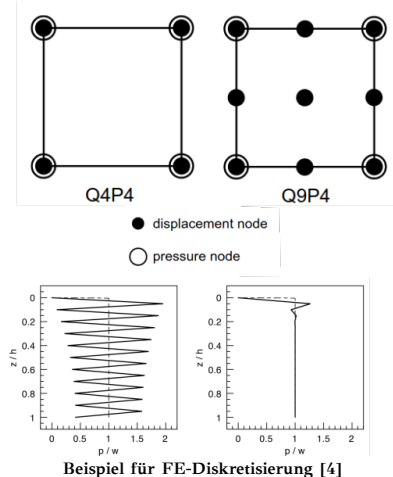 Q4P4 Q9P4
displacement node
pressure node
0
0.2
0.4
0.6
0.8
1
z / h
0 0.5 1 1.5 2
p / w
0
0.2
0.4
0.6
0.8
1
z / h
0 0.5 1 1.5 2
p / w
Beispiel für FE-Diskretisierung [4]